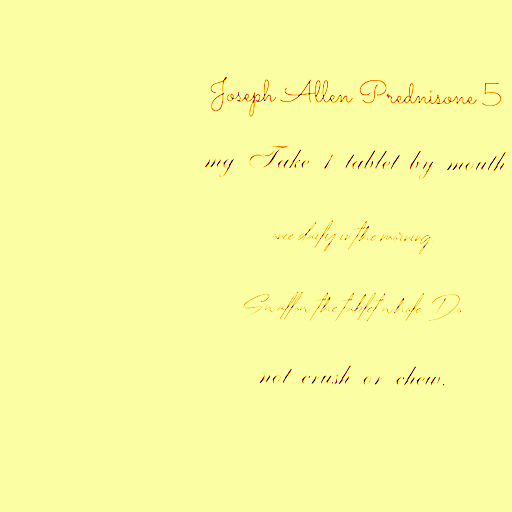 Joseph Allen Prednisone 5
mg Take 1 tablet by mouth
one daily in the morning.
Swallow the tablet whole. Do
not crush or chew.